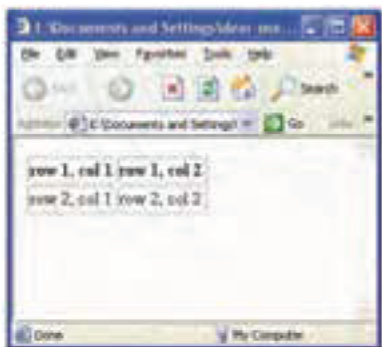 Documents and Settings
File Edit View Favorites Tools Help
Search
Documents and Settings\ Go
row 1, col 1 row 1, col 2
row 2, col 1 row 2, col 2
Done My Computer